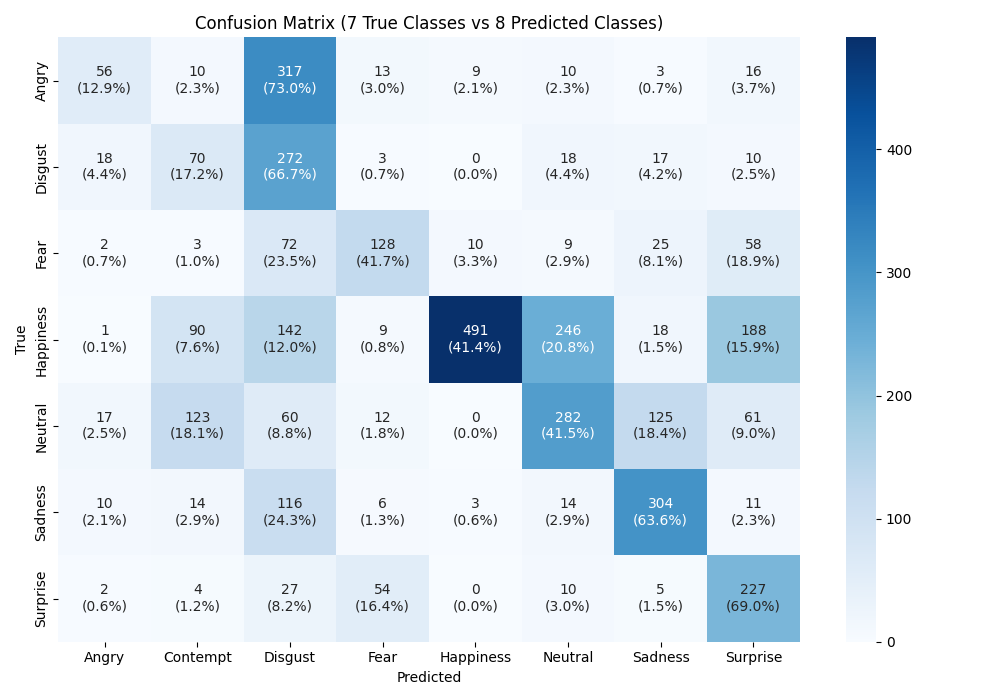 Confusion Matrix (7 True Classes vs 8 Predicted Classes)
True
Angry
56 10 317 13 9 10 3 16
(12.9%) (2.3%) (73.0%) (3.0%) (2.1%) (2.3%) (0.7%) (3.7%)
Disgust
18 70 272 3 0 18 17 10
(4.4%) (17.2%) (66.7%) (0.7%) (0.0%) (4.4%) (4.2%) (2.5%)
Fear
2 3 72 128 10 9 25 58
(0.7%) (1.0%) (23.5%) (41.7%) (3.3%) (2.9%) (8.1%) (18.9%)
Happiness
1 90 142 9 491 246 18 188
(0.1%) (7.6%) (12.0%) (0.8%) (41.4%) (20.8%) (1.5%) (15.9%)
Neutral
17 123 60 12 0 282 125 61
(2.5%) (18.1%) (8.8%) (1.8%) (0.0%) (41.5%) (18.4%) (9.0%)
Sadness
10 14 116 6 3 14 304 11
(2.1%) (2.9%) (24.3%) (1.3%) (0.6%) (2.9%) (63.6%) (2.3%)
Surprise
2 4 27 54 0 10 5 227
(0.6%) (1.2%) (8.2%) (16.4%) (0.0%) (3.0%) (1.5%) (69.0%)
Angry Contempt Disgust Fear Happiness Neutral Sadness Surprise
Predicted
400
300
200
100
0